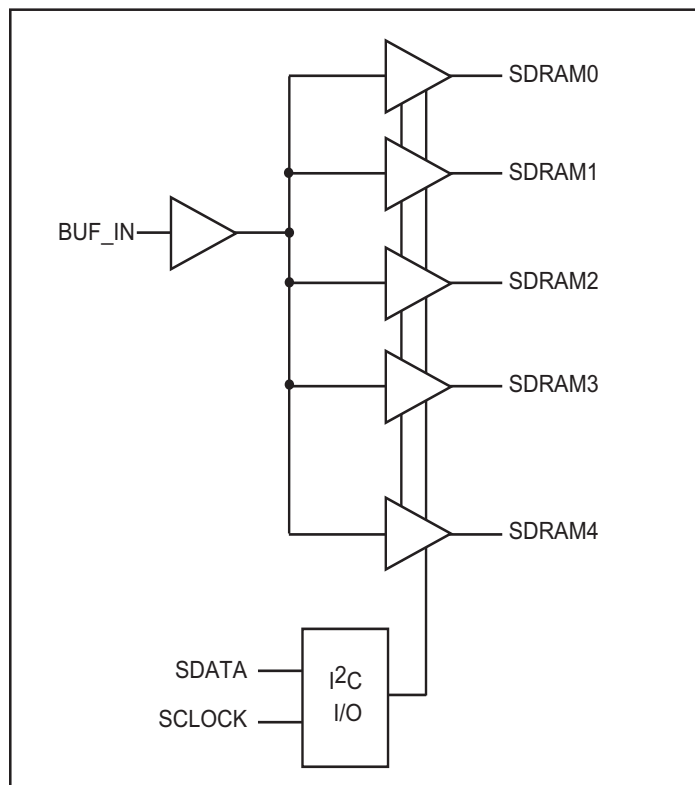 SDRAM0
SDRAM1
BUF_IN
SDRAM2
SDRAM3
SDRAM4
SDATA
SCLOCK
I²C
I/O